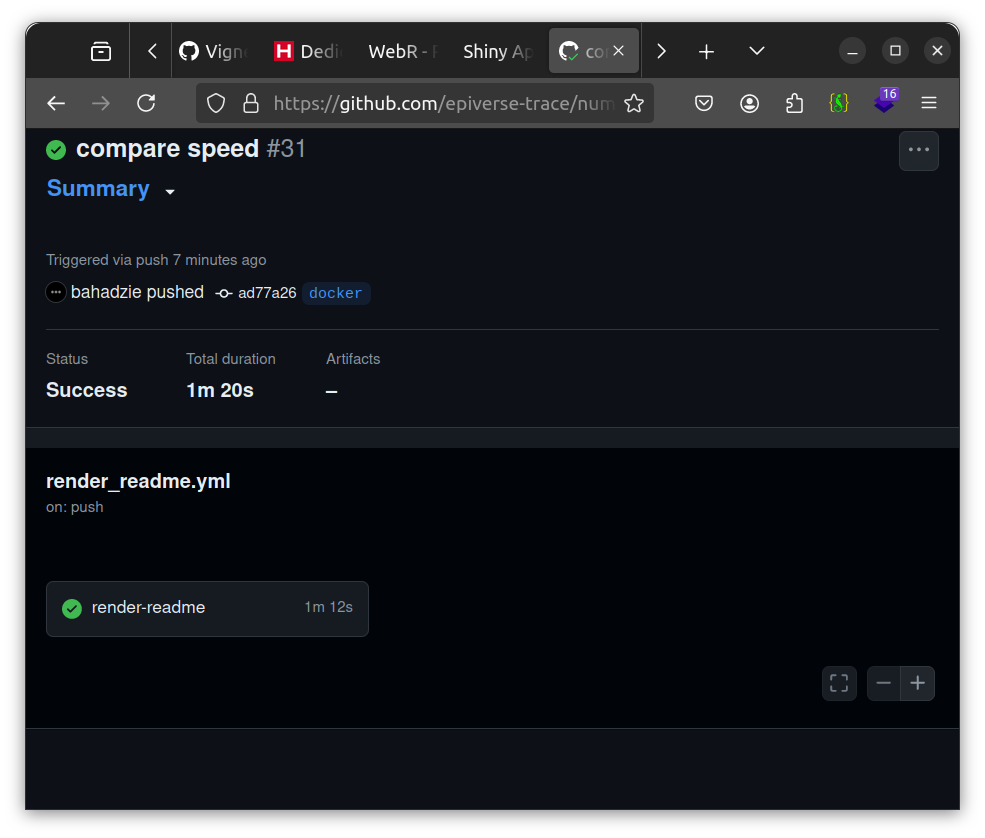 Vign
H Dedi
WebR -
Shiny Ap
co
https://github.com/epiverse-trace/num
16
compare speed #31
Summary
Triggered via push 7 minutes ago
bahadzie pushed ad77a26 docker
Status Total duration Artifacts
Success 1m 20s –
render_readme.yml
on: push
render-readme 1m 12s